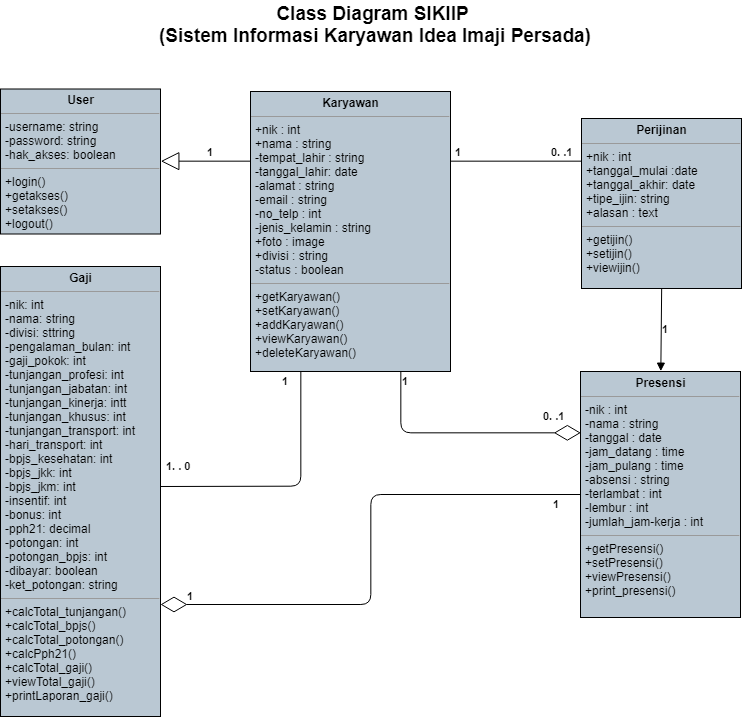 Class Diagram SIKIIP
(Sistem Informasi Karyawan Idea Imaji Persada)
User
-username: string
-password: string
-hak_akses: boolean
+login()
+getakses()
+setakses()
+logout()
1
Karyawan
+nik : int
+nama : string
-tempat_lahir : string
-tanggal_lahir: date
-alamat : string
-email : string
-no_telp : int
-jenis_kelamin : string
+foto : image
+divisi : string
-status : boolean
+getKaryawan()
+setKaryawan()
+addKaryawan()
+viewKaryawan()
+deleteKaryawan()
1
0. .1
Perijinan
+nik : int
+tanggal_mulai :date
+tanggal_akhir: date
+tipe_ijin: string
+alasan : text
+getijin()
+setijin()
+viewijin()
1
Gaji
-nik: int
-nama: string
-divisi: sttring
-pengalaman_bulan: int
-gaji_pokok: int
-tunjangan_profesi: int
-tunjangan_jabatan: int
-tunjangan_kinerja: intt
-tunjangan_khusus: int
-tunjangan_transport: int
-hari_transport: int
-bpjs_kesehatan: int
-bpjs_jkk: int
-bpjs_jkm: int
-insentif: int
-bonus: int
-pph21: decimal
-potongan: int
-potongan_bpjs: int
-dibayar: boolean
-ket_potongan: string
+calcTotal_tunjangan()
+calcTotal_bpjs()
+calcTotal_potongan()
+calcPph21()
+calcTotal_gaji()
+viewTotal_gaji()
+printLaporan_gaji()
1
1. . 0
1
0. .1
1
1
Presensi
-nik : int
-nama : string
-tanggal : date
-jam_datang : time
-jam_pulang : time
-absensi : string
-terlambat : int
-lembur : int
-jumlah_jam-kerja : int
+getPresensi()
+setPresensi()
+viewPresensi()
+print_presensi()